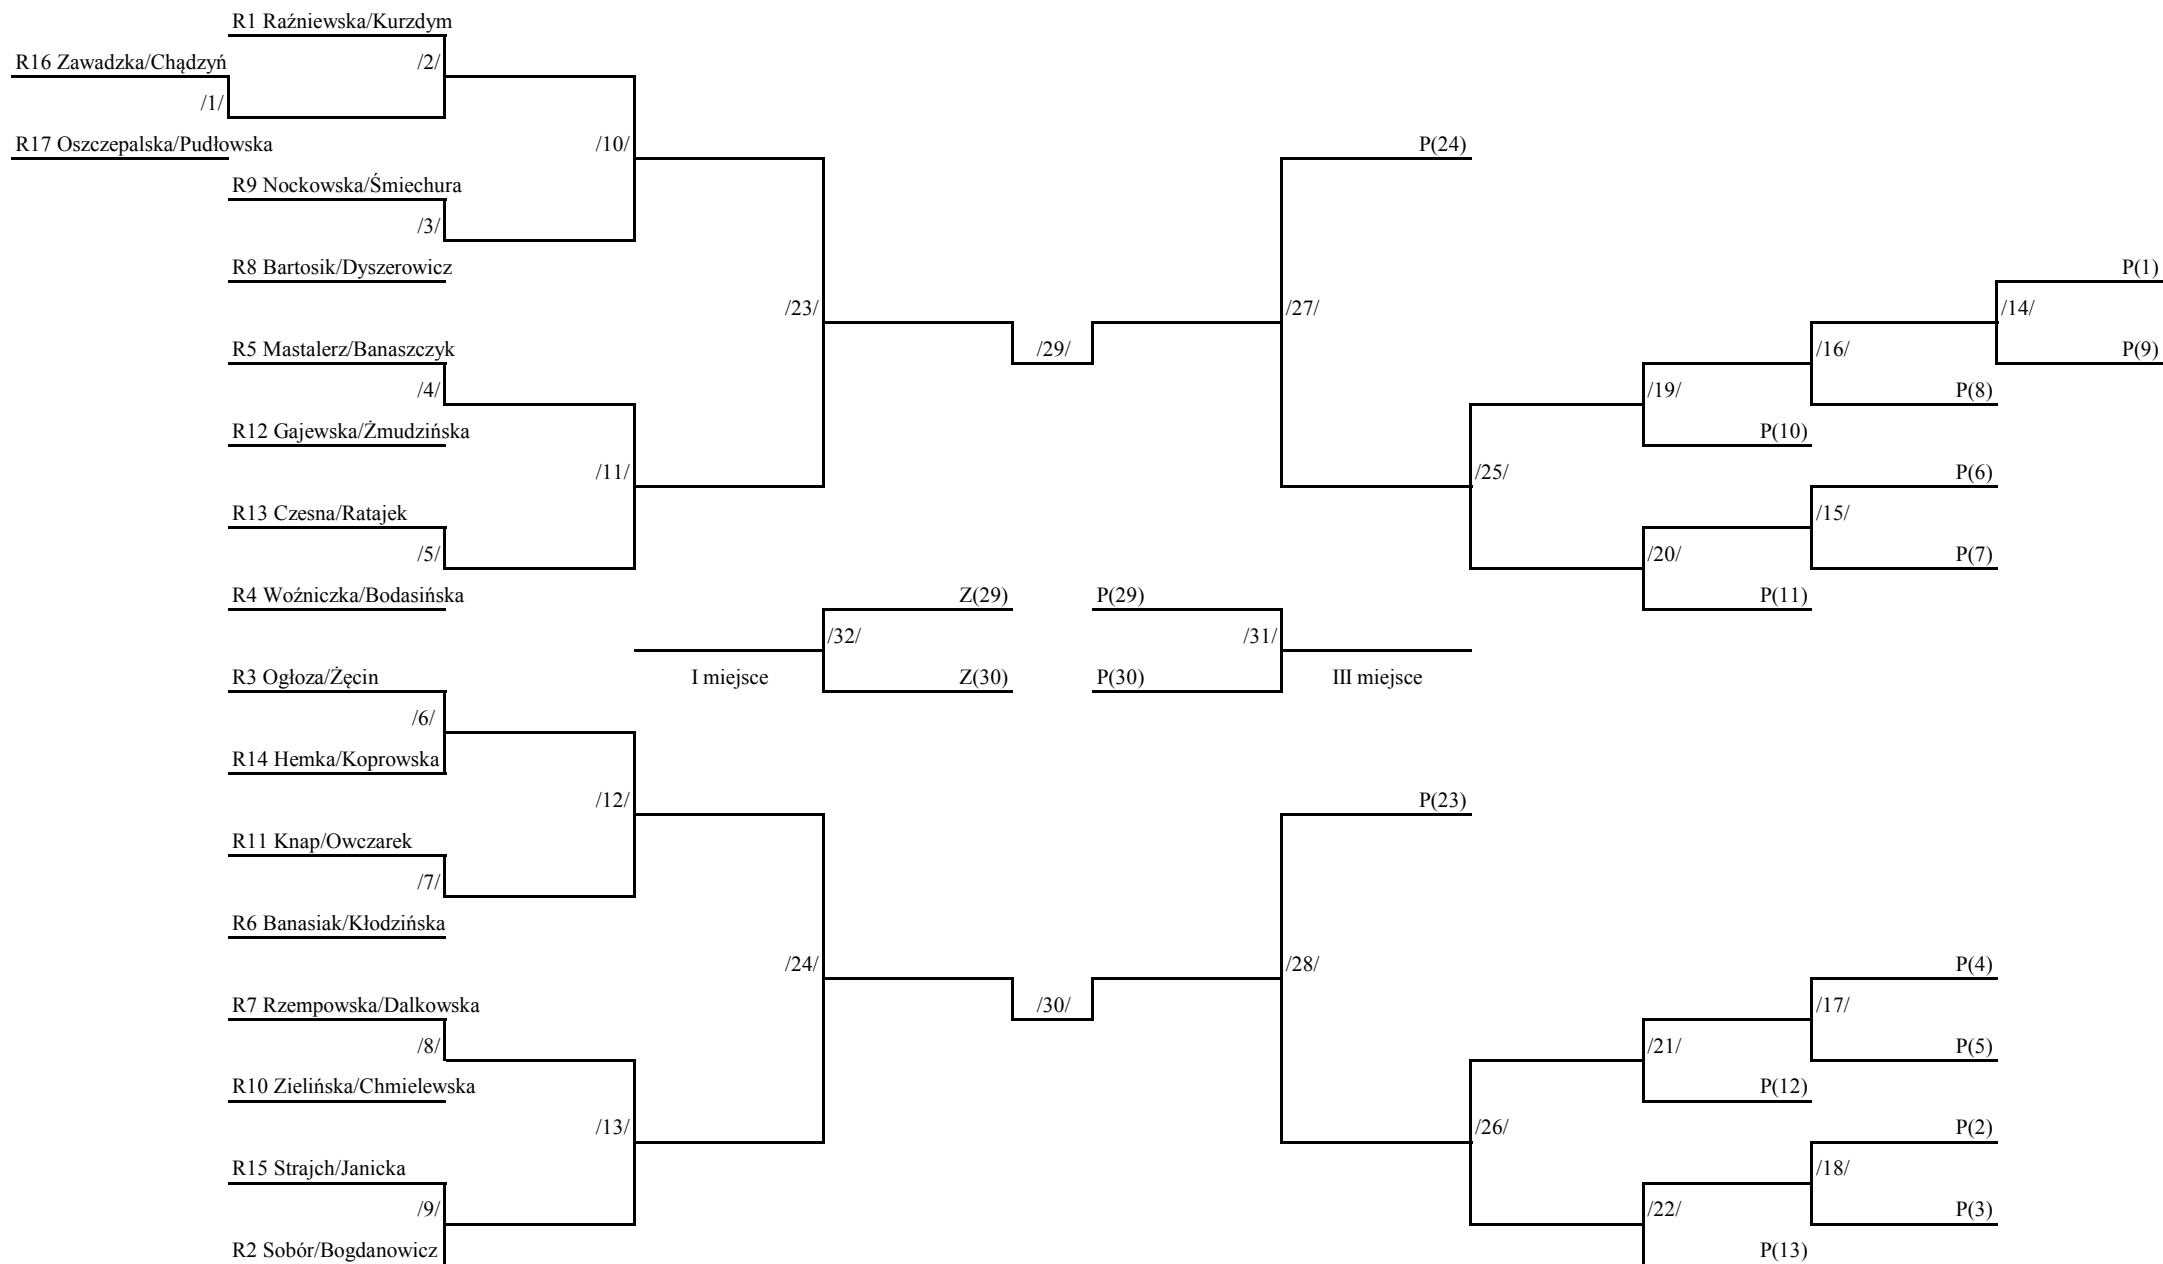 R1 Raźniewska/Kurzdym
R16 Zawadzka/Chądzyń
/2/
/1/
R17 Oszczepalska/Pudłowska
/10/
P(24)
R9 Nockowska/Śmiechura
/3/
R8 Bartosik/Dyszerowicz
P(1)
/23/
/27/
/14/
R5 Mastalerz/Banaszczyk
/29/
/16/
P(9)
/4/
/19/
P(8)
R12 Gajewska/Żmudzińska
P(10)
/11/
/25/
P(6)
R13 Czesna/Ratajek
/15/
/5/
/20/
P(7)
R4 Woźniczka/Bodasińska
Z(29)
P(29)
P(11)
/32/
/31/
R3 Ogłoza/Żęcin
I miejsce
Z(30)
P(30)
III miejsce
/6/
R14 Hemka/Koprowska
/12/
P(23)
R11 Knap/Owczarek
/7/
R6 Banasiak/Kłodzińska
/24/
/28/
P(4)
R7 Rzempowska/Dalkowska
/30/
/17/
/8/
/21/
P(5)
R10 Zielińska/Chmielewska
P(12)
/13/
/26/
P(2)
R15 Strajch/Janicka
/18/
/9/
/22/
P(3)
R2 Sobór/Bogdanowicz
P(13)